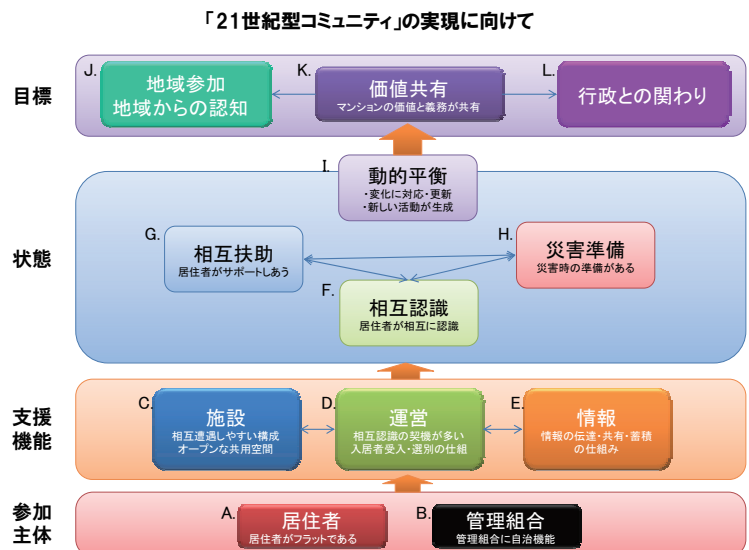 「21世紀型コミュニティ」の実現に向けて
目標
J.
地域参加
地域からの認知
K.
価値共有
マンションの価値と義務が共有
L.
行政との関わり
状態
I.
動的平衡
・変化に対応・更新
・新しい活動が生成
G.
相互扶助
居住者がサポートしあう
H.
災害準備
災害時の準備がある
F.
相互認識
居住者が相互に認識
支援
機能
C.
施設
相互遭遇しやすい構成
オープンな共用空間
D.
運営
相互認識の契機が多い
入居者受入・選別の仕組
E.
情報
情報の伝達・共有・蓄積
の仕組み
参加
主体
A.
居住者
居住者がフラットである
B.
管理組合
管理組合に自治機能